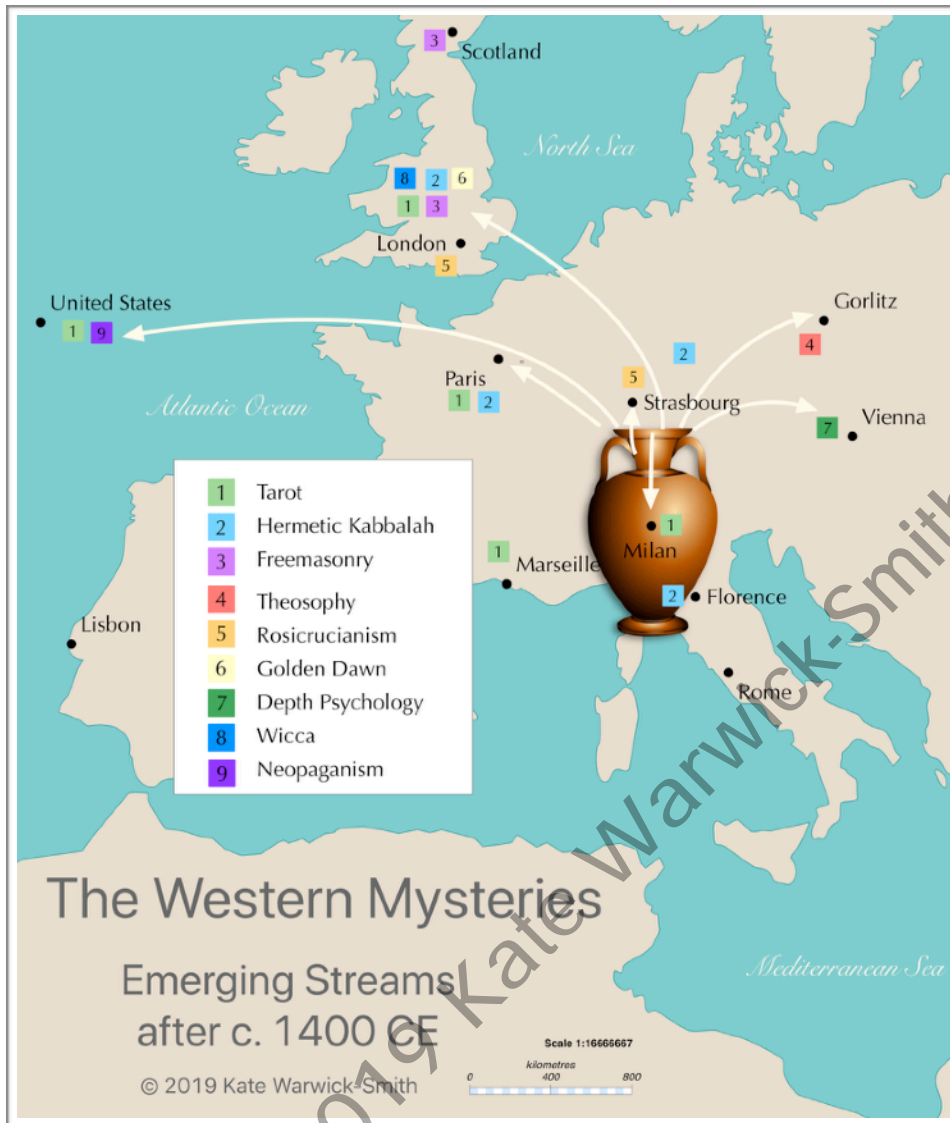 3
Scotland
North Sea
8 2 6
1 3
London
5
United States
1 9
Gorlitz
4
2
Paris
1 2
5
Strasbourg
Atlantic Ocean
7
Vienna
1 Tarot
2 Hermetic Kabbalah
3 Freemasonry
4 Theosophy
5 Rosicrucianism
6 Golden Dawn
7 Depth Psychology
8 Wicca
9 Neopaganism
1
Milan
1
Marseille
2
Florence
Lisbon
Rome
The Western Mysteries
Emerging Streams
after c. 1400 CE
© 2019 Kate Warwick-Smith
Mediterranean Sea
Scale 1:16666667
kilometres
0 400 800
2019 Kate Warwick-Smith